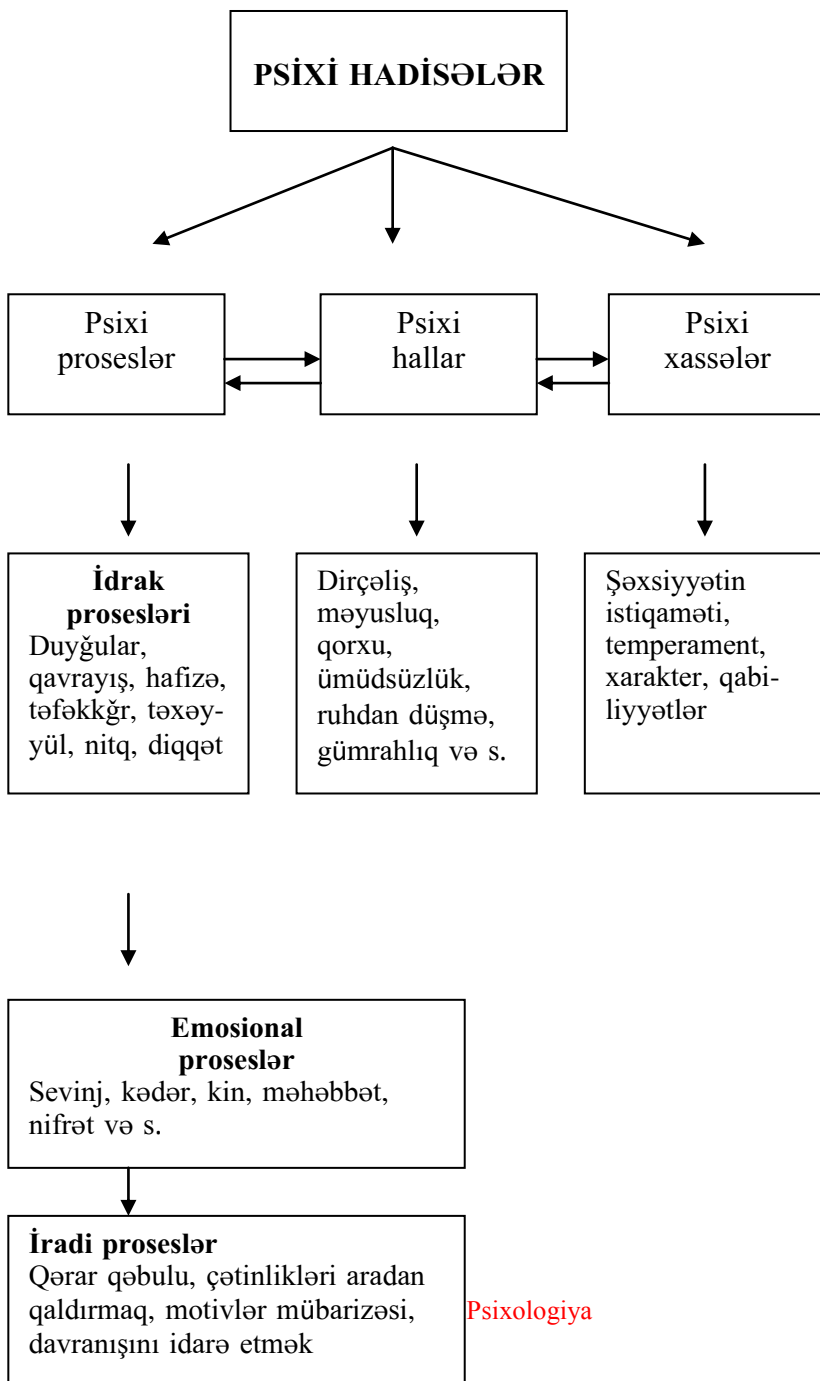 PSİXİ HADİSƏLƏR
Psixi
proseslər
Psixi
hallar
Psixi
xassələr
İdrak
prosesləri
Duyğular,
qavrayış, hafizə,
təfəkkğr, təxəy-
yül, nitq, diqqət
Dirçəliş,
məyusluq,
qorxu,
ümüdsüzlük,
ruhdan düşmə,
gümrahlıq və s.
Şəxsiyyətin
istiqaməti,
temperament,
xarakter, qabi-
liyyətlər
Emosional
proseslər
Sevinj, kədər, kin, məhəbbət,
nifrət və s.
İradi proseslər
Qərar qəbulu, çətinlikləri aradan
qaldırmaq, motivlər mübarizəsi,
davranışını idarə etmək
Psixologiya